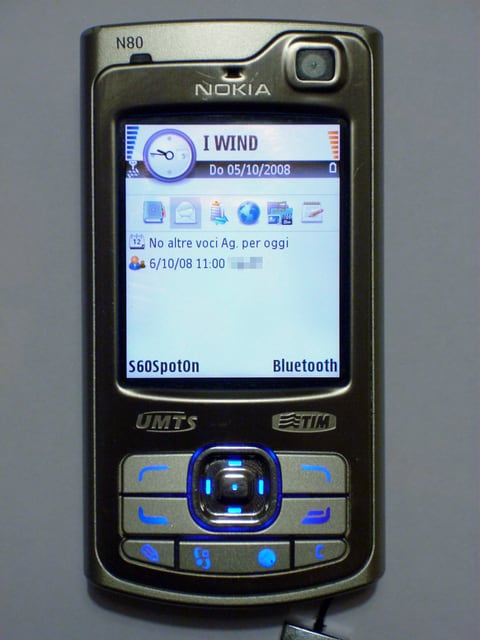 N80
NOKIA
I WIND
Do 05/10/2008
No altre voci Ag. per oggi
6/10/08 11:00
S60SpotOn
Bluetooth
UMTS
TIM